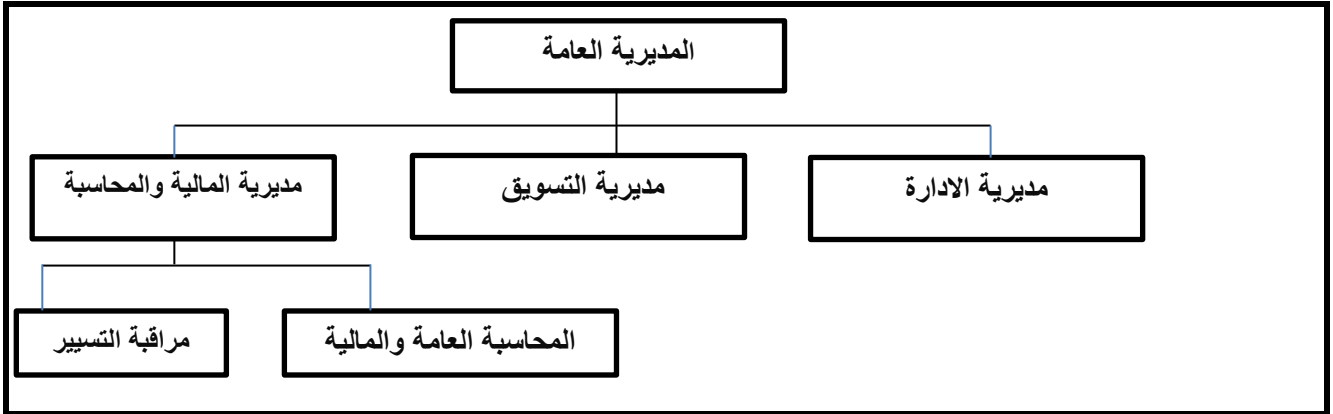 المديرية العامة
مديرية الادارة
مديرية التسويق
مديرية المالية والمحاسبة
المحاسبة العامة والمالية
مراقبة التسيير